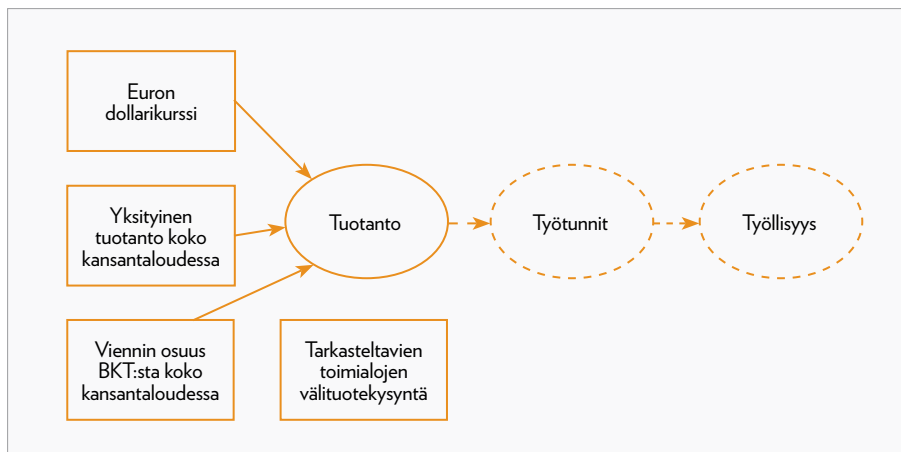 Euron
dollarikurssi
Yksityinen
tuotanto koko
kansantaloudessa
Tuotanto
Työtunnit
Työllisyys
Viennin osuus
BKT:sta koko
kansantaloudessa
Tarkasteltavien
toimialojen
välituotekysyntä